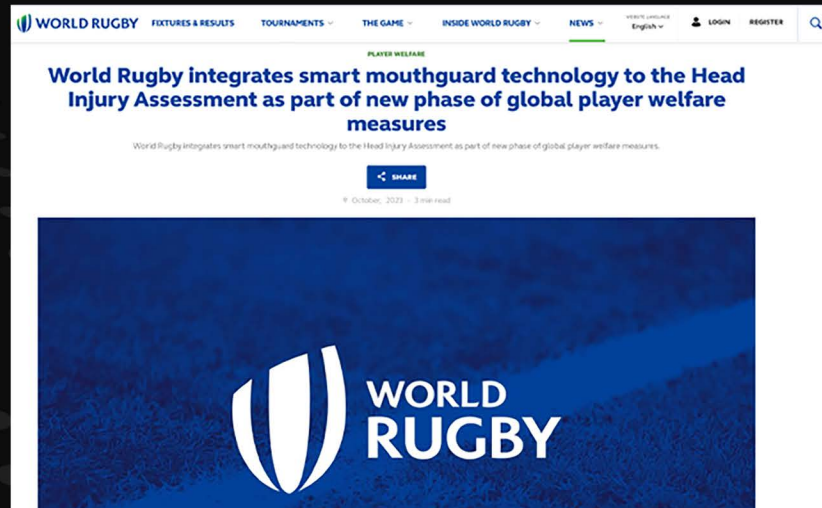 WORLD RUGBY FIXTURES & RESULTS TOURNAMENTS THE GAME INSIDE WORLD RUGBY NEWS WEBSITE LANGUAGE English LOGIN REGISTER
PLAYER WELFARE
World Rugby integrates smart mouthguard technology to the Head
Injury Assessment as part of new phase of global player welfare
measures
World Rugby integrates smart mouthguard technology to the Head Injury Assessment as part of new phase of global player welfare measures.
SHARE
October, 2023 - 3 min read
WORLD
RUGBY